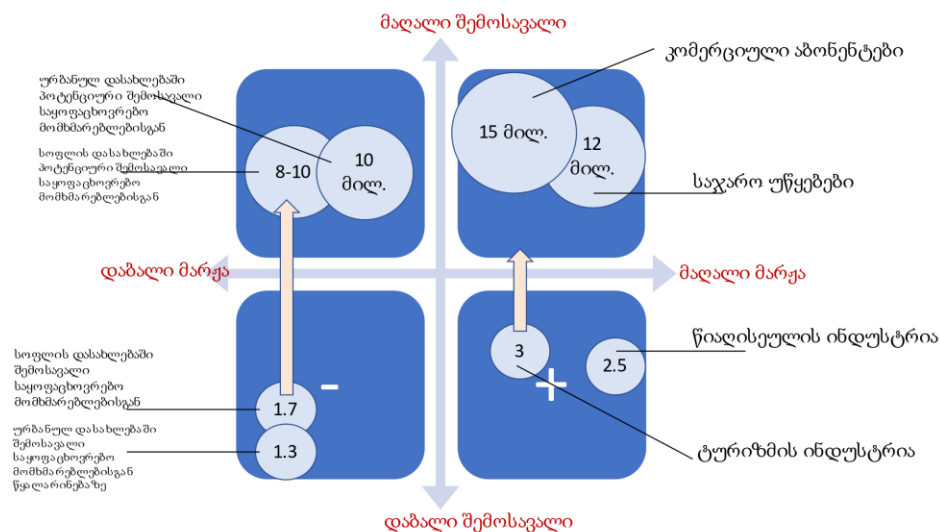 მაღალი შემოსავალი
კომერციული აბონენტები
ურბანულ დასახლებაში
პოტენციური შემოსავალი
საყოფაცხოვრებო
მომხმარებლებისგან
სოფლის დასახლებაში
პოტენციური შემოსავალი
საყოფაცხოვრებო
მომხმარებლებისგან
8-10
10
მილ.
15 მილ.
12
მილ.
საჯარო უწყებები
დაბალი მარჟა
მაღალი მარჟა
სოფლის დასახლებაში
შემოსავალი
საყოფაცხოვრებო
მომხმარებლებისგან
ურბანულ დასახლებაში
შემოსავალი
საყოფაცხოვრებო
მომხმარებლებისგან
წყალარინებაზე
-
1.7
1.3
3
+
2.5
წიაღისეულის ინდუსტრია
ტურიზმის ინდუსტრია
დაბალი შემოსავალი